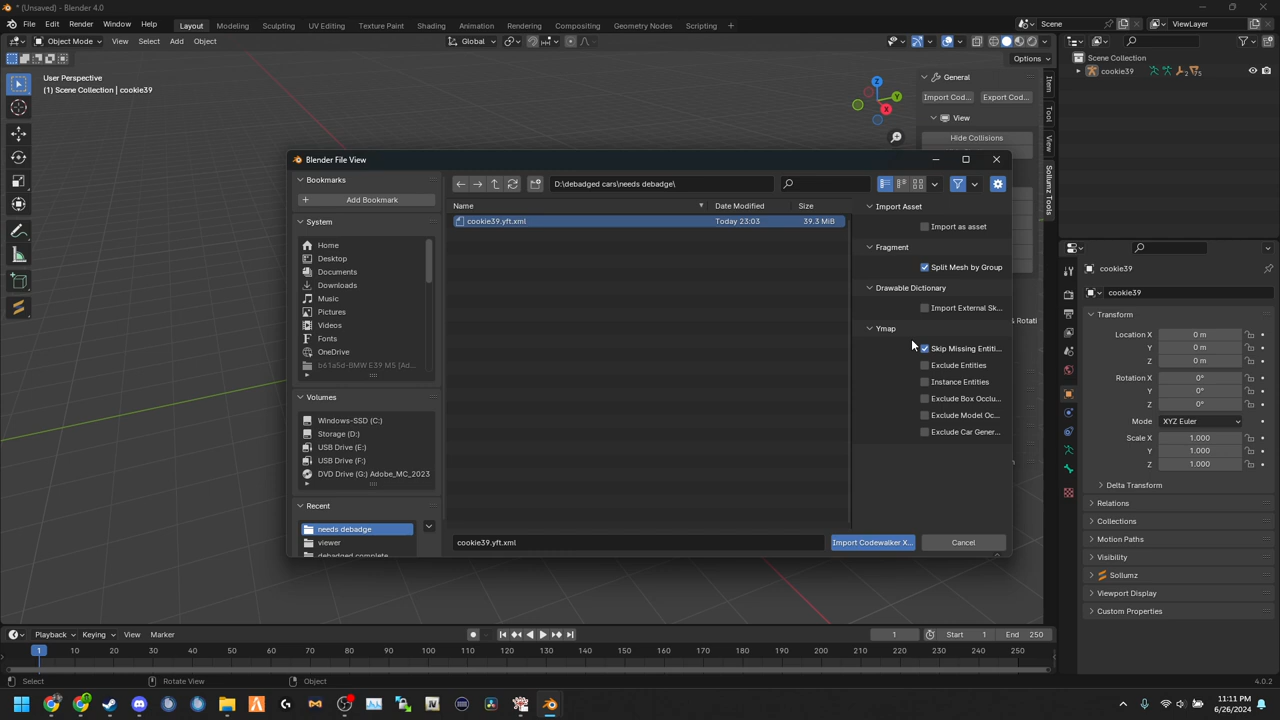 * (Unsaved) - Blender 4.0
File Edit Render Window Help
Layout Modeling Sculpting UV Editing Texture Paint Shading Animation Rendering Compositing Geometry Nodes Scripting +
Scene ViewLayer
Object Mode View Select Add Object
Global
Options
User Perspective
(1) Scene Collection | cookie39
Z Y X
General
Import Cod... Export Cod...
View
Hide Collisions
Item
Tool
View
Sollumz Tools
& Rotati
Scene Collection
cookie39
2 75
Blender File View
Bookmarks
Add Bookmark
System
Home
Desktop
Documents
Downloads
Music
Pictures
Videos
Fonts
OneDrive
b61a5d-BMW E39 M5 [Ad...
Volumes
Windows-SSD (C:)
Storage (D:)
USB Drive (E:)
USB Drive (F:)
DVD Drive (G:) Adobe_MC_2023
Recent
needs debadge
viewer
debadged complete
D:\debadged cars\needs debadge\
Name Date Modified Size
cookie39.yft.xml Today 23:03 39.3 MiB
Import Asset
Import as asset
Fragment
Split Mesh by Group
Drawable Dictionary
Import External Sk...
Ymap
Skip Missing Entiti...
Exclude Entities
Instance Entities
Exclude Box Occlu...
Exclude Model Oc...
Exclude Car Gener...
cookie39.yft.xml Import Codewalker X... Cancel
cookie39
cookie39
Transform
Location X 0 m
Y 0 m
Z 0 m
Rotation X 0°
Y 0°
Z 0°
Mode XYZ Euler
Scale X 1.000
Y 1.000
Z 1.000
Delta Transform
Relations
Collections
Motion Paths
Visibility
Sollumz
Viewport Display
Custom Properties
Playback Keying View Marker
1 Start 1 End 250
1 10 20 30 40 50 60 70 80 90 100 110 120 130 140 150 160 170 180 190 200 210 220 230 240 250
Select Rotate View Object 4.0.2
11:11 PM
6/26/2024